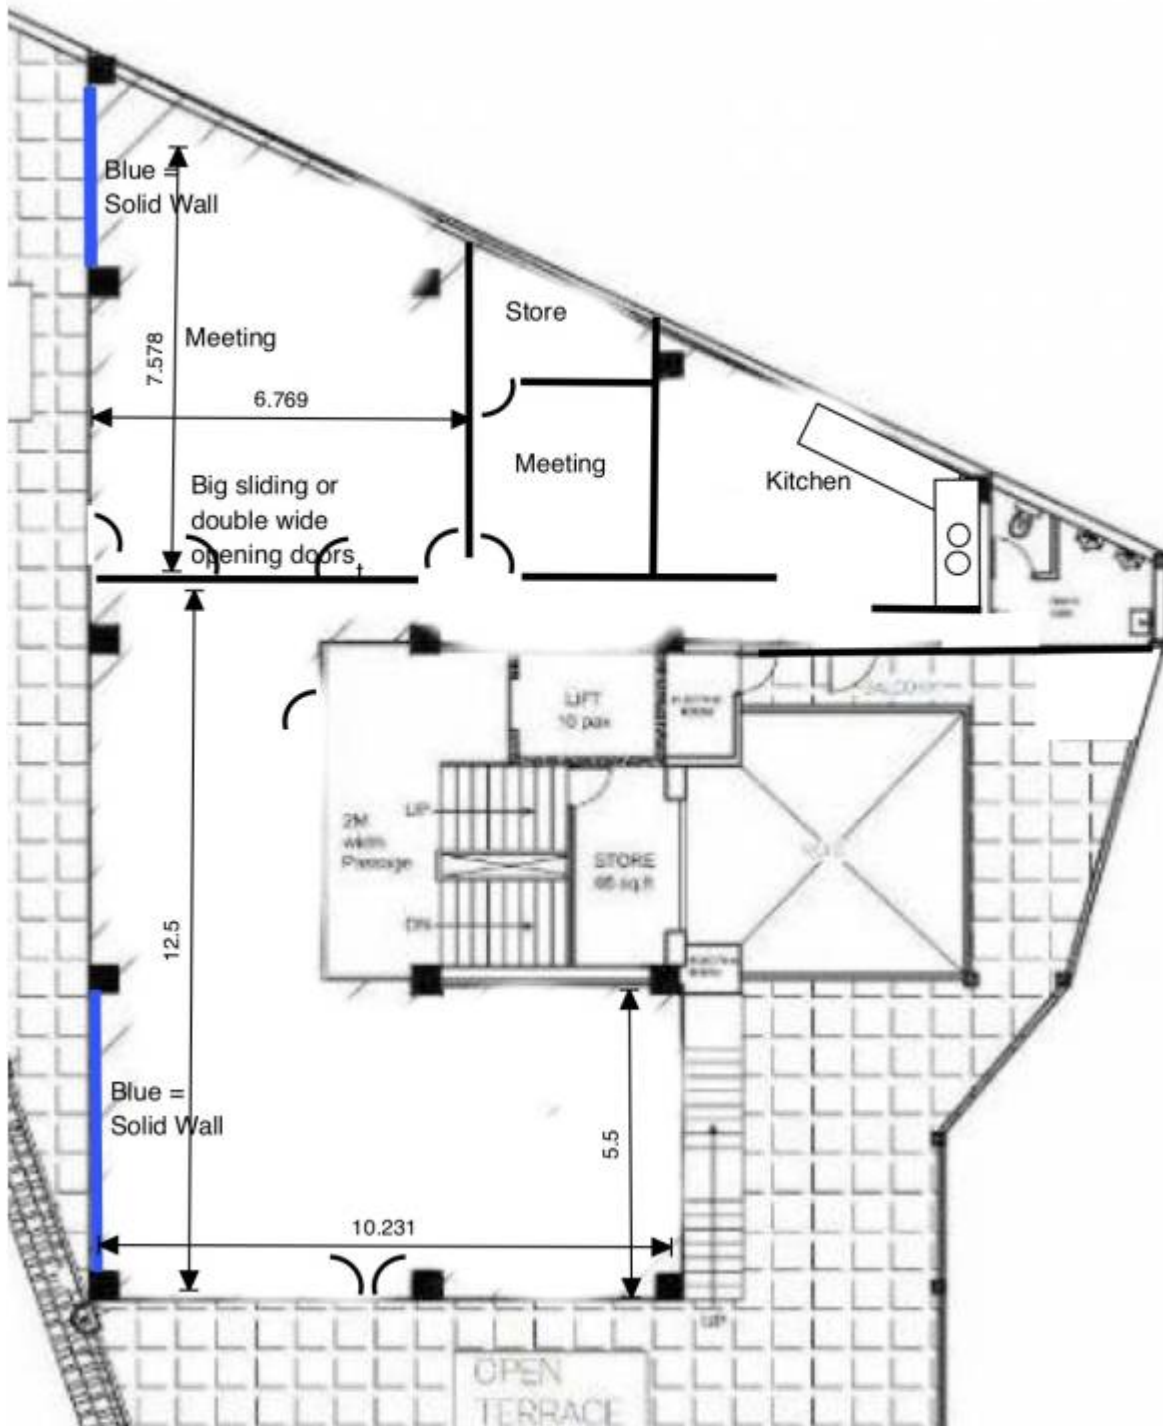 Blue =
Solid Wall
Store
Meeting
7.578
6.769
Meeting
Kitchen
Big sliding or
double wide
opening doors,
LIFT
10 pax
UP
2M
width
Passage
STORE
65 sq.ft
DN
12.5
Blue =
Solid Wall
5.5
10.231
UP
OPEN
TERRACE